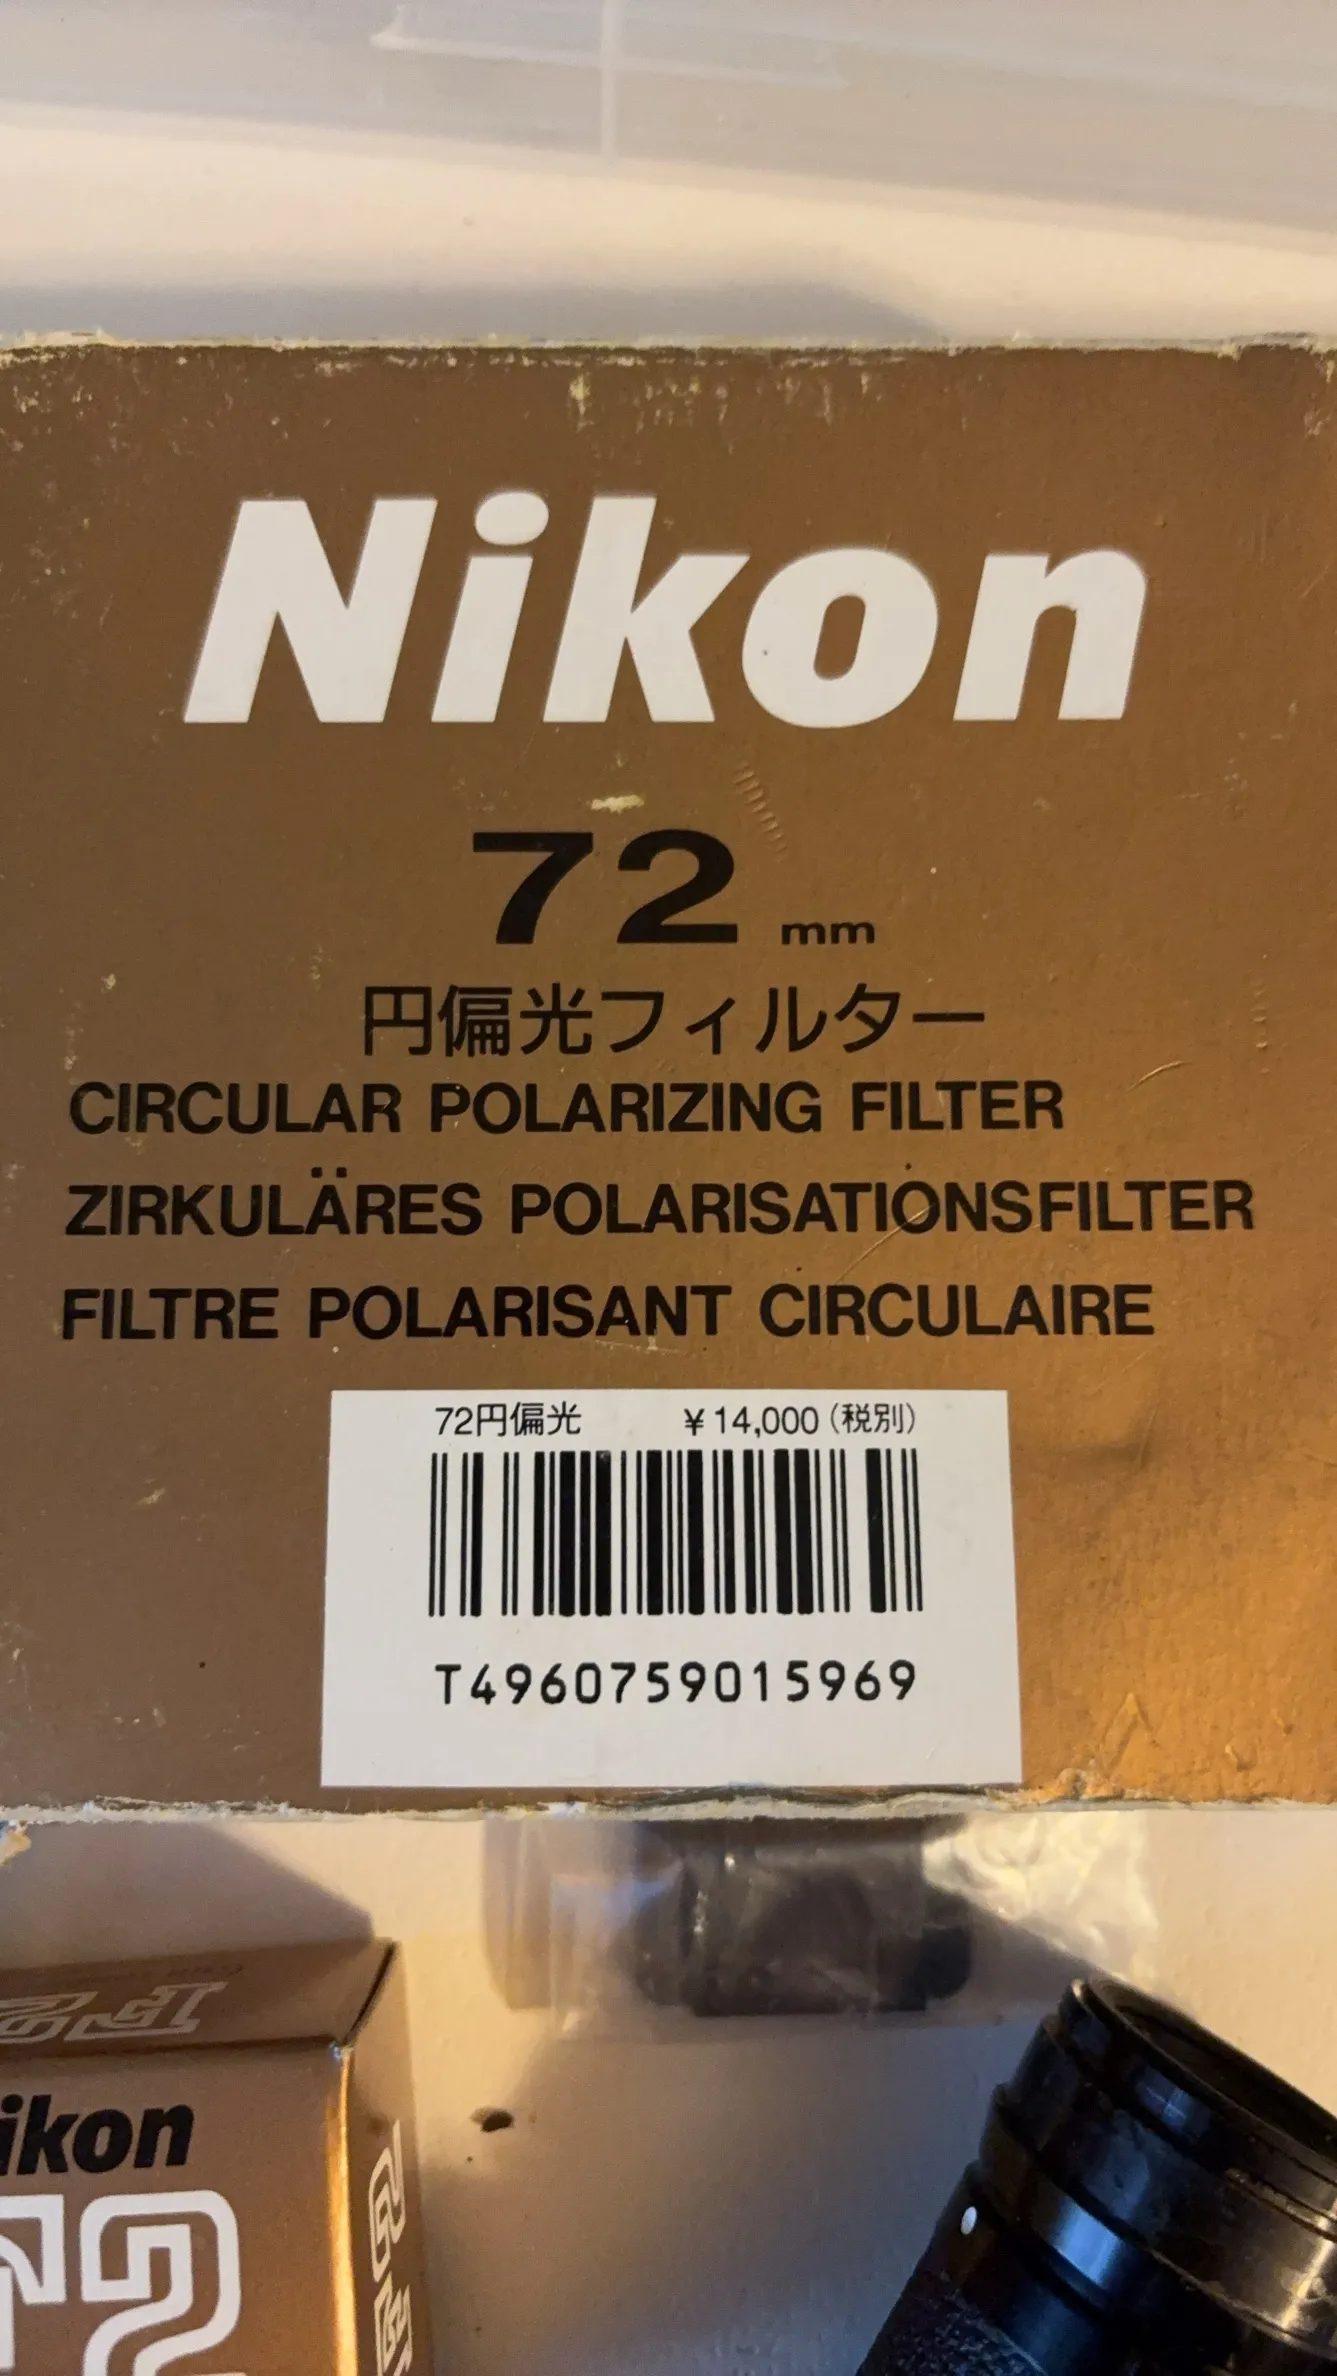 Nikon
72 mm
円偏光フィルター
CIRCULAR POLARIZING FILTER
ZIRKULÄRES POLARISATIONSFILTER
FILTRE POLARISANT CIRCULAIRE
72円偏光 ¥14,000(税別)
T4960759015969
ikon